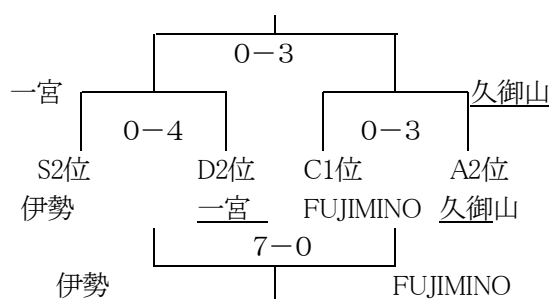 0－3
一宮 久御山
0－4 0－3
S2位 D2位 C1位 A2位
伊勢 一宮 FUJIMINO 久御山
7－0
伊勢 FUJIMINO